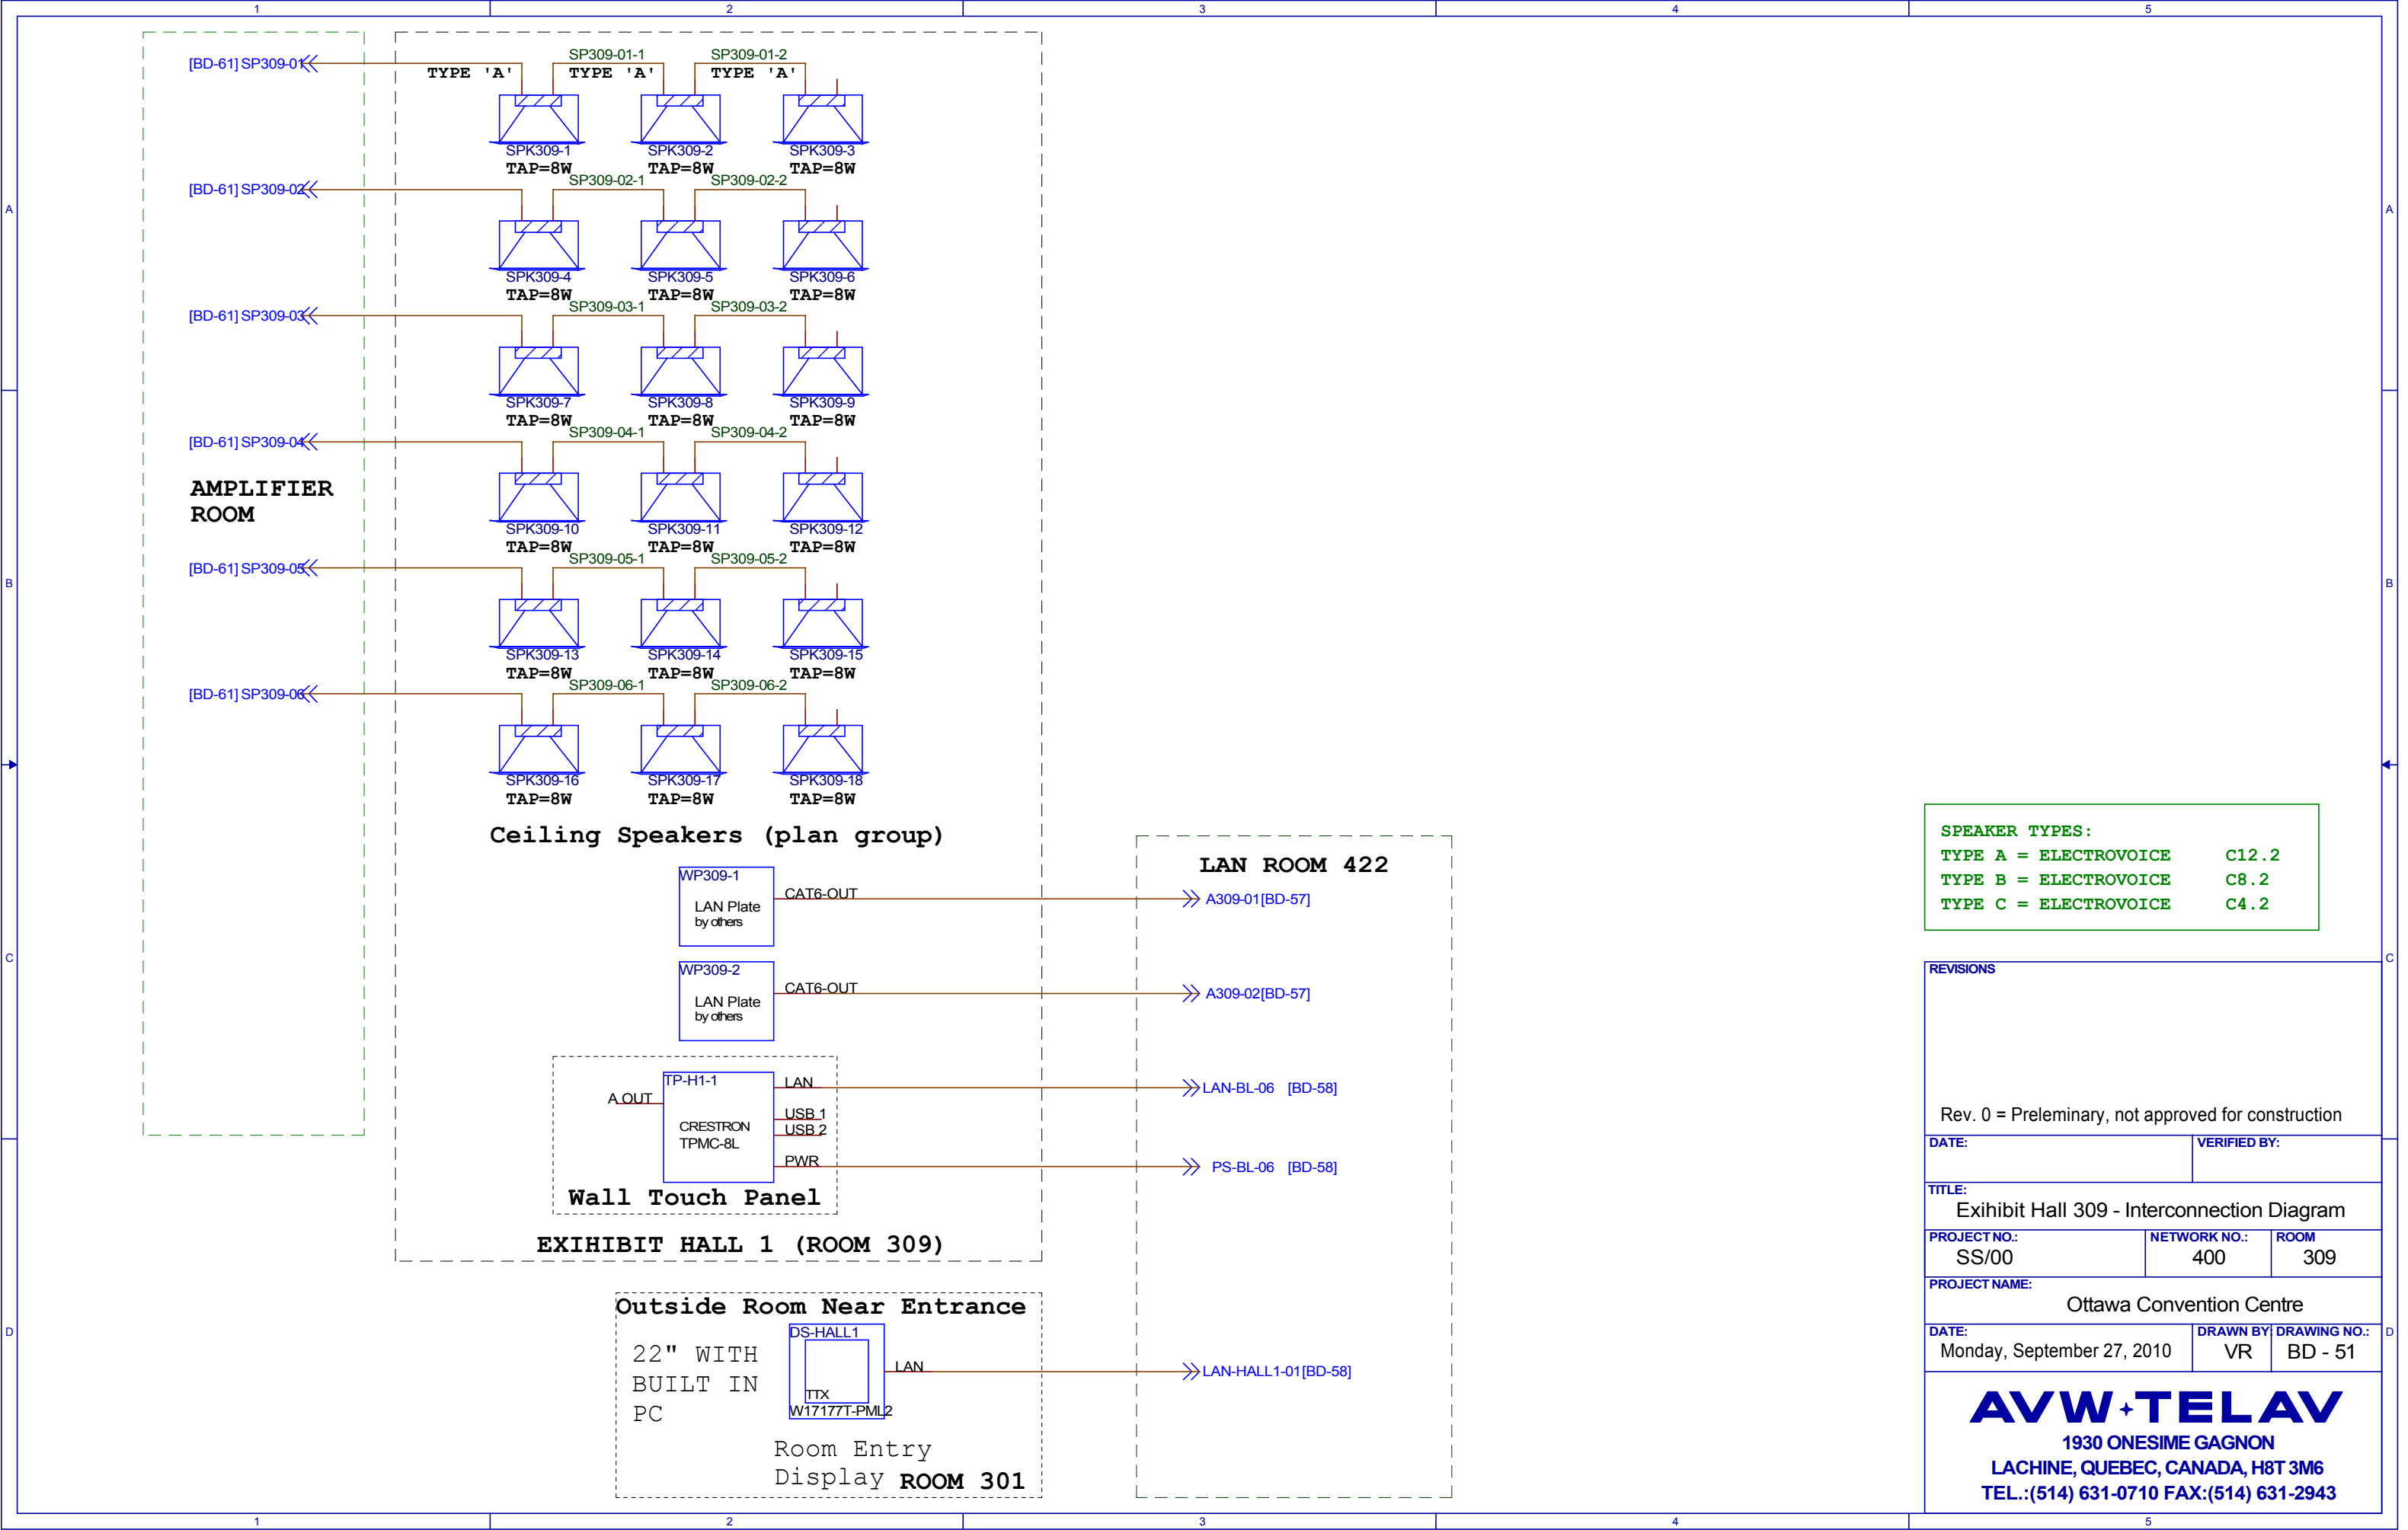 1 2 3 4 5
[BD-61] SP309-01
SP309-01-1 SP309-01-2
TYPE 'A' TYPE 'A' TYPE 'A'
SPK309-1 SPK309-2 SPK309-3
TAP=8W TAP=8W TAP=8W
[BD-61] SP309-02
SP309-02-1 SP309-02-2
A A
SPK309-4 SPK309-5 SPK309-6
TAP=8W TAP=8W TAP=8W
[BD-61] SP309-03
SP309-03-1 SP309-03-2
SPK309-7 SPK309-8 SPK309-9
TAP=8W TAP=8W TAP=8W
[BD-61] SP309-04
SP309-04-1 SP309-04-2
AMPLIFIER
ROOM
SPK309-10 SPK309-11 SPK309-12
TAP=8W TAP=8W TAP=8W
[BD-61] SP309-05
SP309-05-1 SP309-05-2
B B
SPK309-13 SPK309-14 SPK309-15
TAP=8W TAP=8W TAP=8W
[BD-61] SP309-06
SP309-06-1 SP309-06-2
SPK309-16 SPK309-17 SPK309-18
TAP=8W TAP=8W TAP=8W
Ceiling Speakers (plan group)
WP309-1
LAN Plate
by others
CAT6-OUT
LAN ROOM 422
A309-01[BD-57]
WP309-2
LAN Plate
by others
CAT6-OUT
A309-02[BD-57]
C C
TP-H1-1
A OUT
CRESTRON
TPMC-8L
LAN
USB 1
USB 2
PWR
LAN-BL-06 [BD-58]
PS-BL-06 [BD-58]
Wall Touch Panel
EXIHIBIT HALL 1 (ROOM 309)
Outside Room Near Entrance
22" WITH
BUILT IN
PC
DS-HALL1
TTX
W17177T-PML2
LAN
LAN-HALL1-01[BD-58]
Room Entry
Display ROOM 301
D D
SPEAKER TYPES:
TYPE A = ELECTROVOICE C12.2
TYPE B = ELECTROVOICE C8.2
TYPE C = ELECTROVOICE C4.2
REVISIONS
Rev. 0 = Preleminary, not approved for construction
DATE: VERIFIED BY:
TITLE:
Exihibit Hall 309 - Interconnection Diagram
PROJECT NO.: NETWORK NO.: ROOM
SS/00 400 309
PROJECT NAME:
Ottawa Convention Centre
DATE: DRAWN BY: DRAWING NO.:
Monday, September 27, 2010 VR BD - 51
AVW TELAV
1930 ONESIME GAGNON
LACHINE, QUEBEC, CANADA, H8T 3M6
TEL.:(514) 631-0710 FAX:(514) 631-2943
1 2 3 4 5